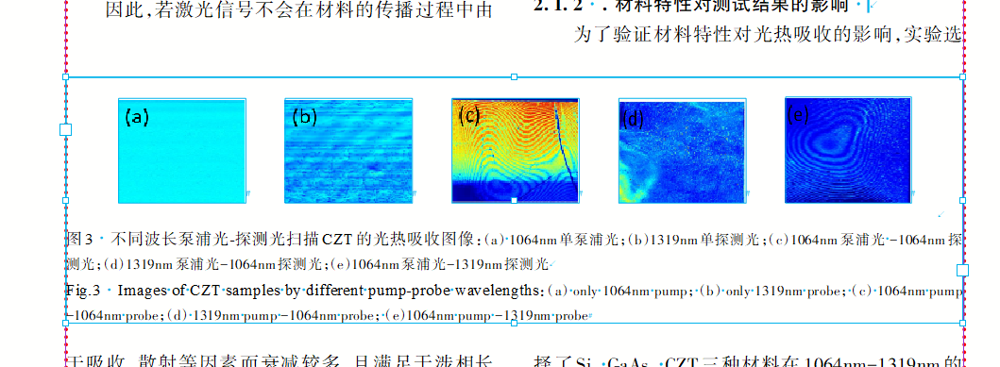 因此,若激光信号不会在材料的传播过程中由
2.1.2 . 材料特性对测试结果的影响
为了验证材料特性对光热吸收的影响,实验选
(a) (b) (c) (d) (e)
图3 不同波长泵浦光-探测光扫描CZT的光热吸收图像:(a) 1064nm单泵浦光;(b)1319nm单探测光;(c)1064nm泵浦光-1064nm探
测光;(d)1319nm泵浦光-1064nm探测光;(e)1064nm泵浦光-1319nm探测光
Fig.3 Images of CZT samples by different pump-probe wavelengths: (a) only 1064nm pump; (b) only 1319nm probe; (c) 1064nm pump
-1064nm probe; (d) 1319nm pump -1064nm probe; (e)1064nm pump -1319nm probe
于吸收、散射等因素而衰减较多,且满足干涉相长
择了Si、GaAs、CZT三种材料在1064nm-1319nm的